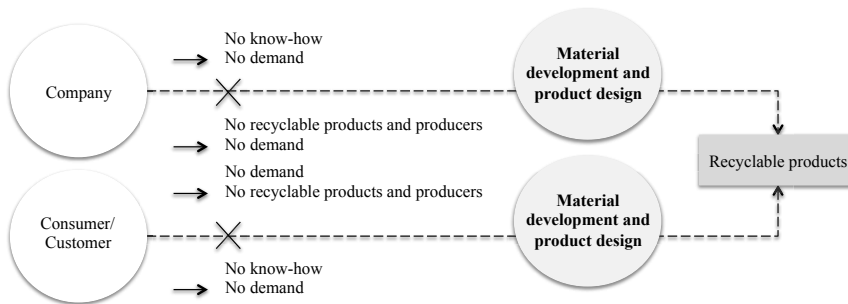 No know-how
No demand
Company
Material
development and
product design
No recyclable products and producers
No demand
Recyclable products
No demand
No recyclable products and producers
Consumer/
Customer
Material
development and
product design
No know-how
No demand